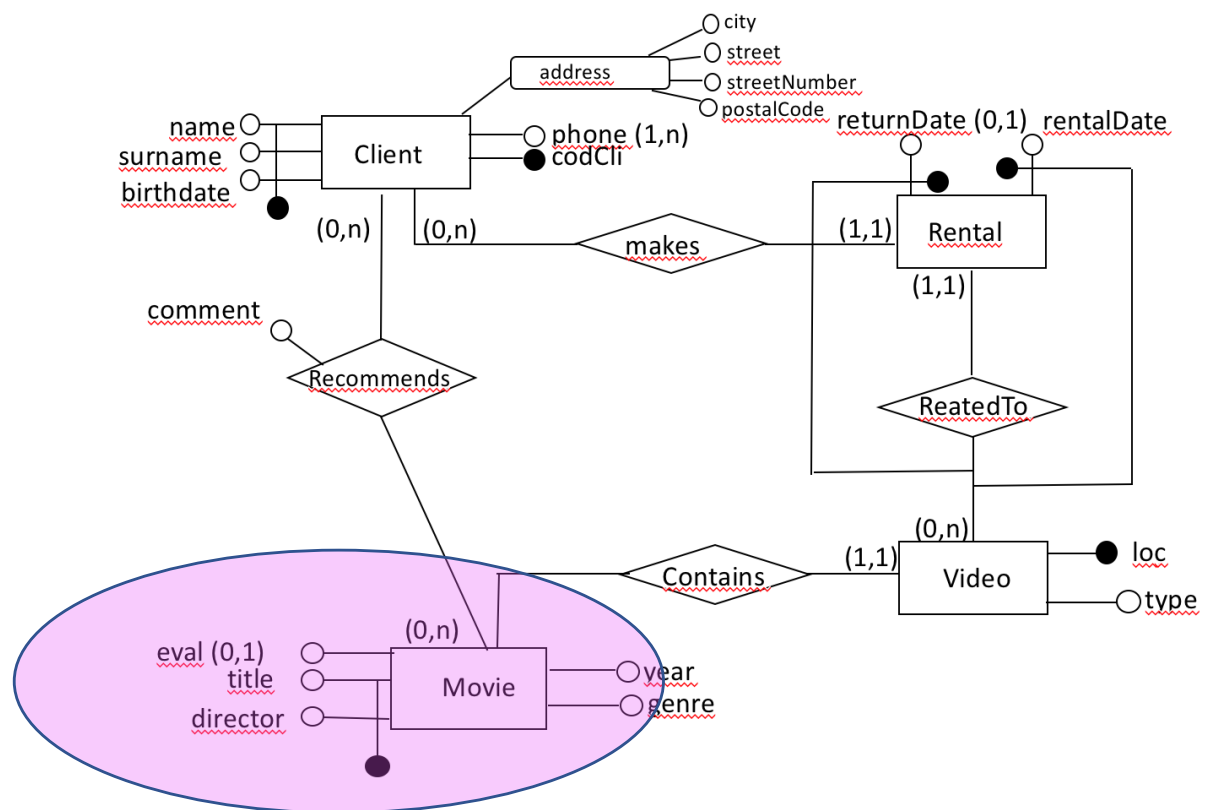 city
address
street
streetNumber
postalCode
name
surname
birthdate
Client
phone (1,n)
codCli
returnDate (0,1) rentalDate
(0,n)
(0,n)
makes
(1,1)
Rental
(1,1)
comment
Recommends
ReatedTo
(0,n)
Contains
(1,1)
Video
loc
type
(0,n)
eval (0,1)
title
director
Movie
year
genre